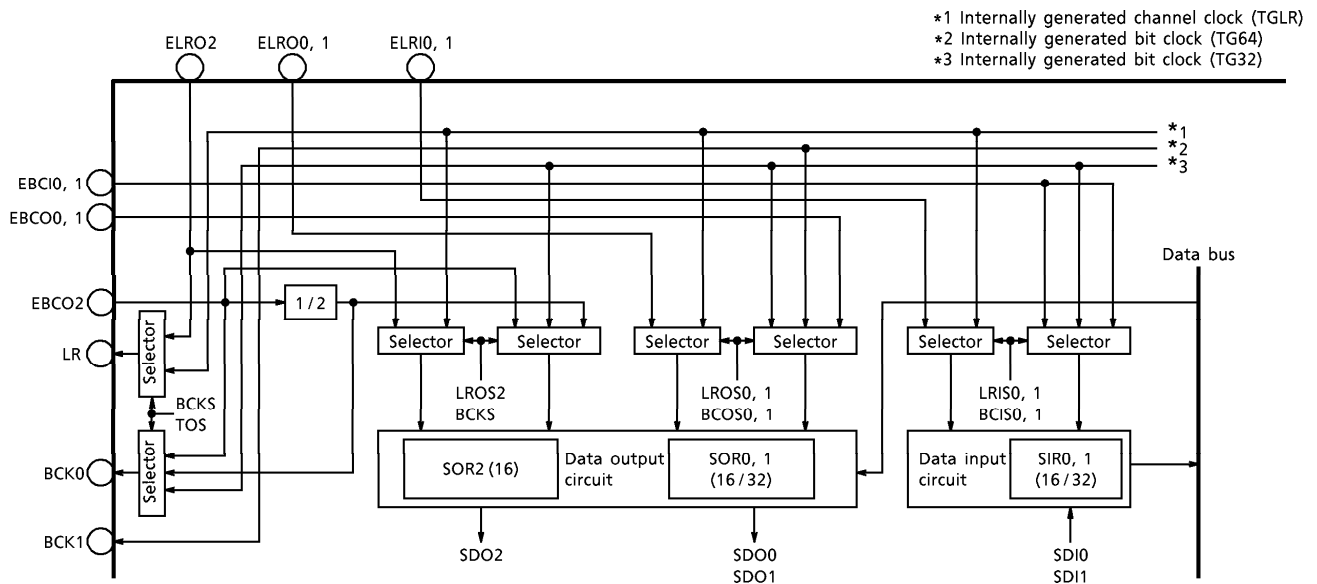 *1 Internally generated channel clock (TGLR)
*2 Internally generated bit clock (TG64)
*3 Internally generated bit clock (TG32)
ELRO2
ELRO0, 1
ELRI0, 1
*1
*2
*3
EBCI0, 1
EBCO0, 1
Data bus
EBCO2
1/2
LR
Selector
Selector
Selector
Selector
Selector
Selector
Selector
BCKS
TOS
LROS2
BCKS
LROS0, 1
BCOS0, 1
LRIS0, 1
BCIS0, 1
BCK0
Selector
SOR2 (16)
Data output
circuit
SOR0, 1
(16/32)
Data input
circuit
SIR0, 1
(16/32)
BCK1
SDO2
SDO0
SDO1
SDI0
SDI1